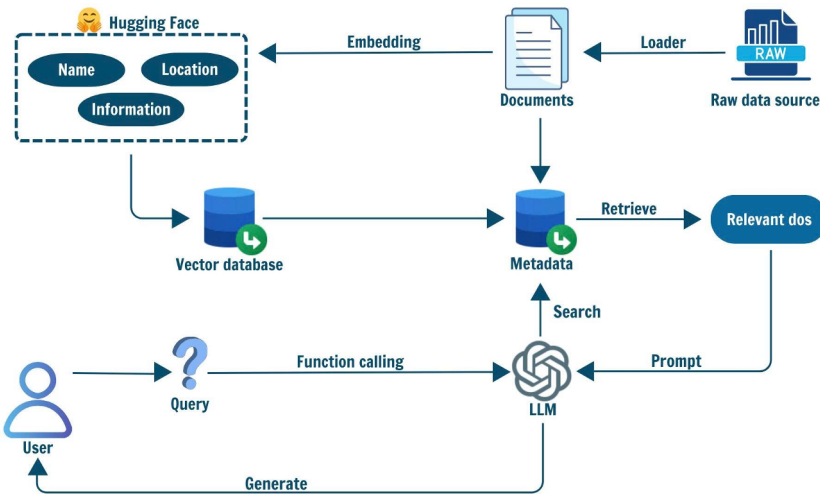 Hugging Face
Embedding
Loader
RAW
Name
Location
Information
Documents
Raw data source
Retrieve
Relevant dos
Vector database
Metadata
Search
Function calling
Prompt
Query
LLM
User
Generate